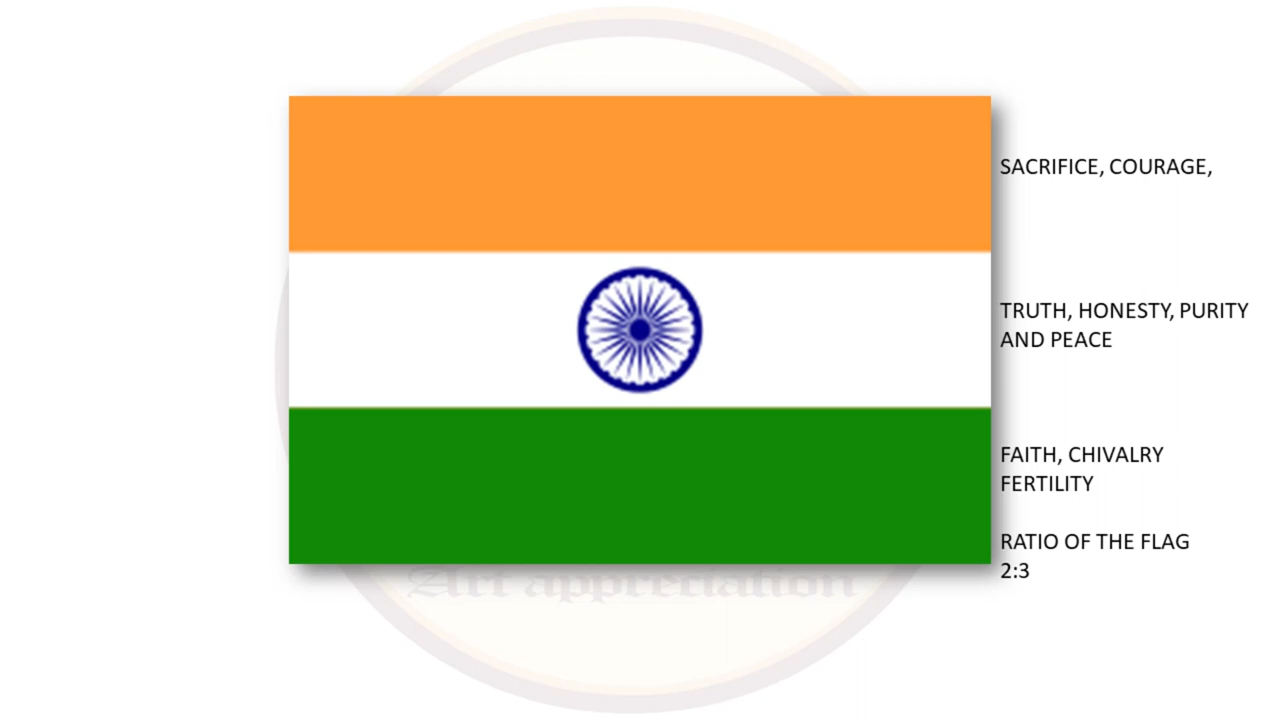 SACRIFICE, COURAGE,
TRUTH, HONESTY, PURITY
AND PEACE
FAITH, CHIVALRY
FERTILITY
RATIO OF THE FLAG
2:3
Art appreciation